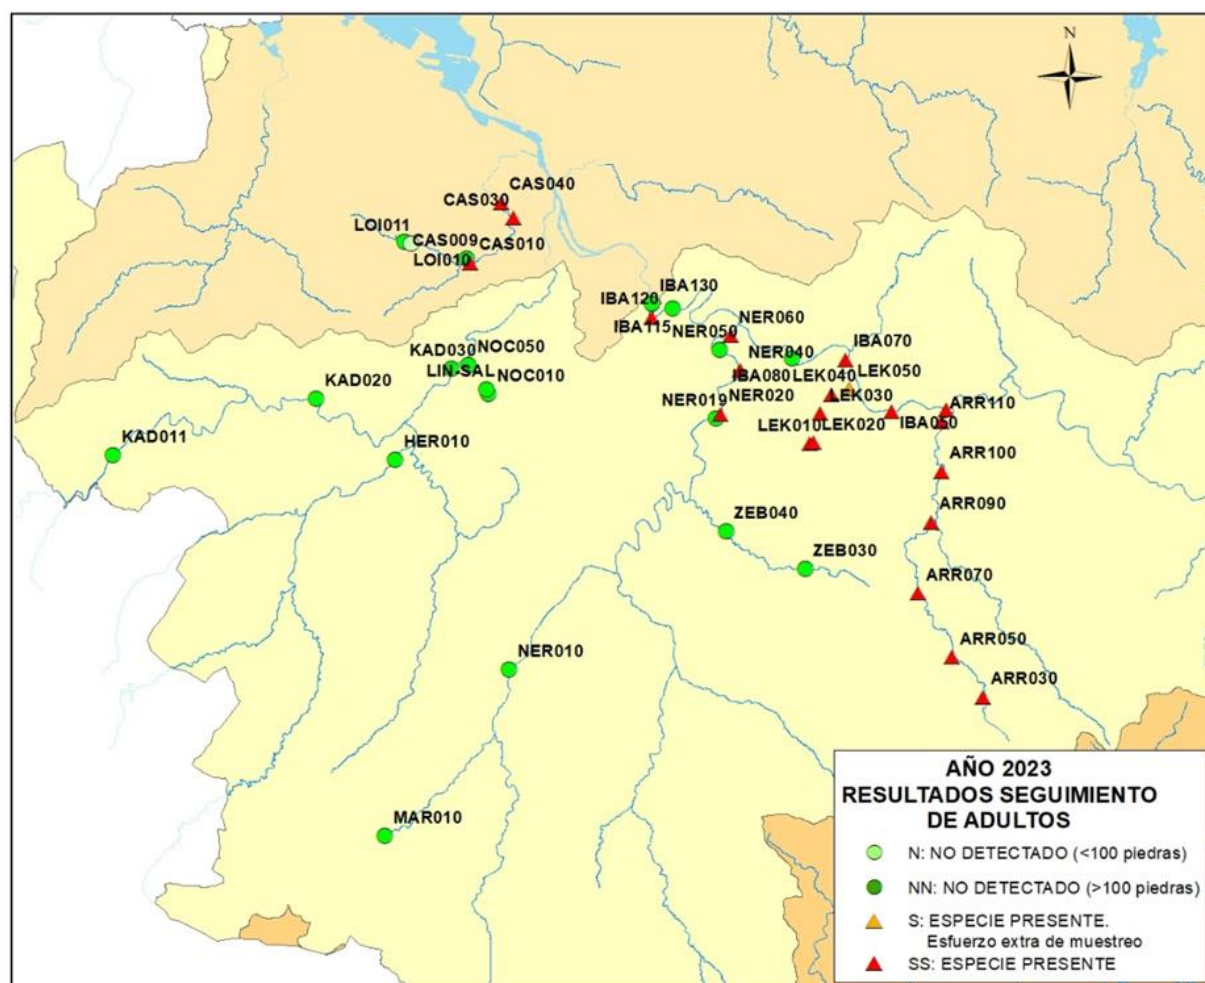 N
CAS040
CAS030
LOI011
CAS009
CAS010
LOI010
IBA130
IBA120
IBA115
NER060
NER050
IBA070
NER040
NOC050
KAD030
LEK050
LIN-SAL
IBA080
LEK040
NOC010
KAD020
LEK030
NER020
NER019
ARR110
IBA050
LEK010
LEK020
KAD011
HER010
ARR100
ARR090
ZEB040
ZEB030
ARR070
NER010
ARR050
ARR030
MAR010
AÑO 2023
RESULTADOS SEGUIMIENTO
DE ADULTOS
N: NO DETECTADO (<100 piedras)
NN: NO DETECTADO (>100 piedras)
S: ESPECIE PRESENTE.
Esfuerzo extra de muestreo
SS: ESPECIE PRESENTE